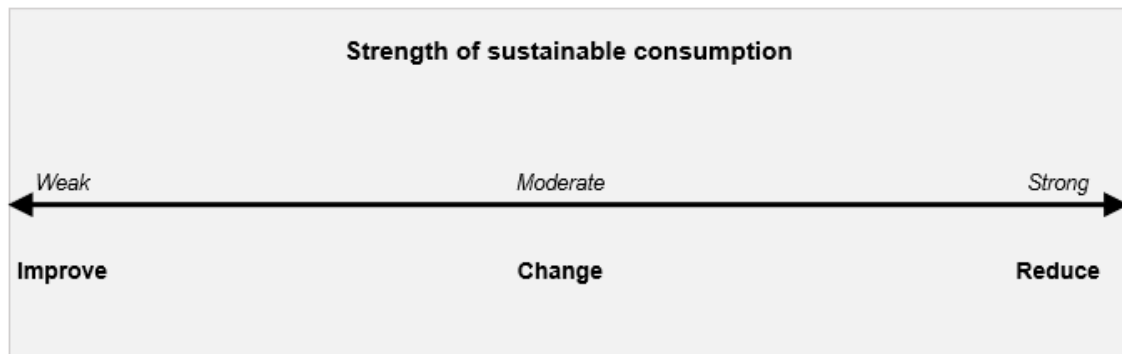 Strength of sustainable consumption
Weak Moderate Strong
Improve Change Reduce